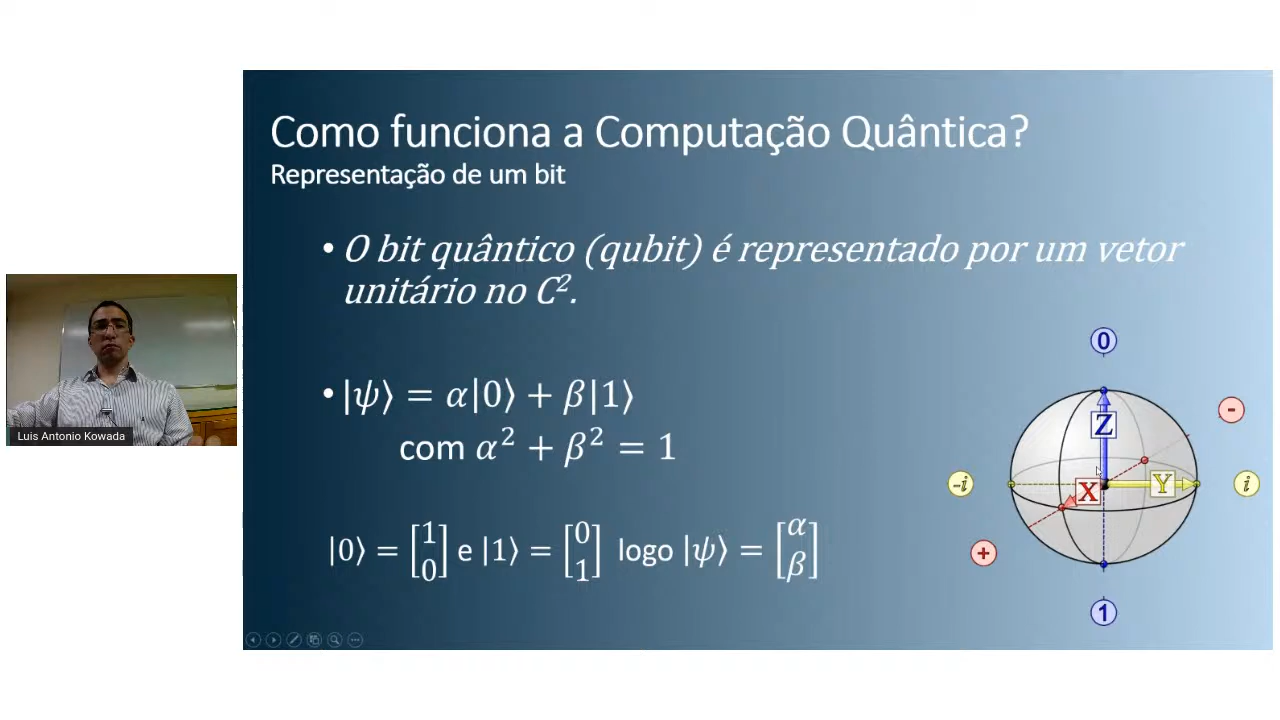 Como funciona a Computação Quântica?
Representação de um bit
• O bit quântico (qubit) é representado por um vetor
unitário no C².
• |ψ⟩ = α|0⟩ + β|1⟩
com α² + β² = 1
|0⟩ = [1 0] e |1⟩ = [0 1] logo |ψ⟩ = [α β]
0
-
Z
-i
X
Y
i
+
1
Luis Antonio Kowada